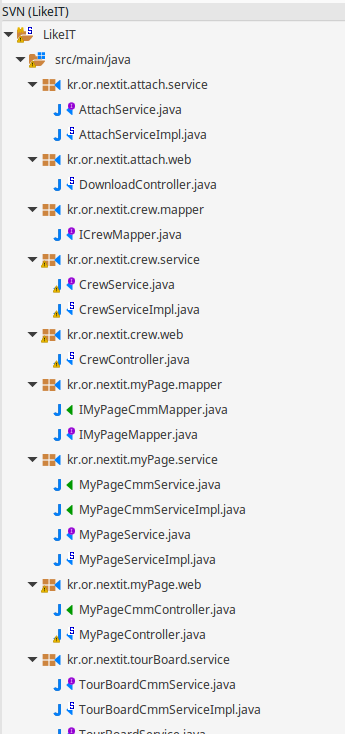 SVN (LikeIT)
LikeIT
src/main/java
kr.or.nextit.attach.service
AttachService.java
AttachServiceImpl.java
kr.or.nextit.attach.web
DownloadController.java
kr.or.nextit.crew.mapper
ICrewMapper.java
kr.or.nextit.crew.service
CrewService.java
CrewServiceImpl.java
kr.or.nextit.crew.web
CrewController.java
kr.or.nextit.myPage.mapper
IMyPageCmmMapper.java
IMyPageMapper.java
kr.or.nextit.myPage.service
MyPageCmmService.java
MyPageCmmServiceImpl.java
MyPageService.java
MyPageServiceImpl.java
kr.or.nextit.myPage.web
MyPageCmmController.java
MyPageController.java
kr.or.nextit.tourBoard.service
TourBoardCmmService.java
TourBoardCmmServiceImpl.java
TourBoardService.java